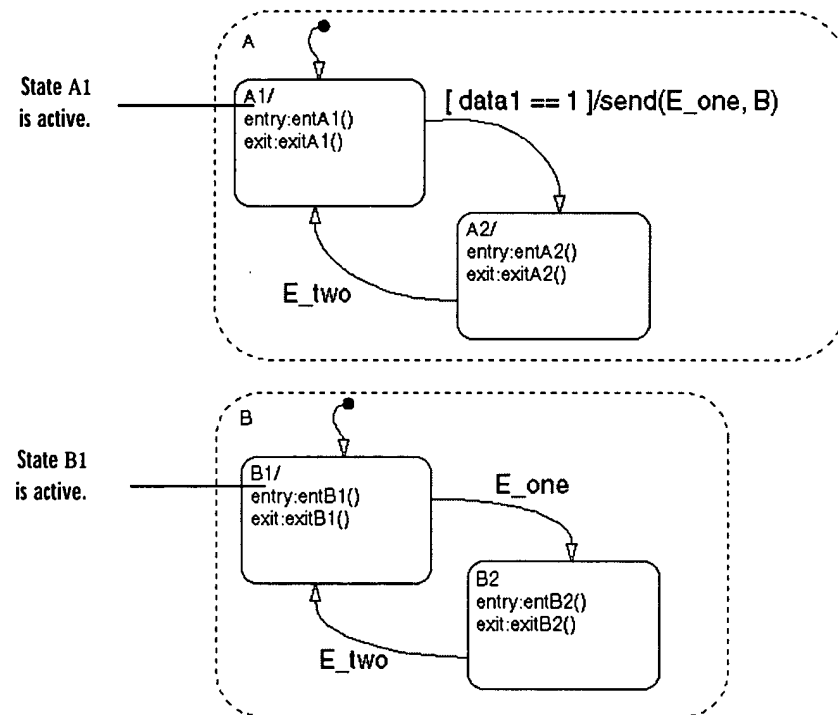 A
State A1
is active.
A1/
entry:entA1()
exit:exitA1()
[ data1 == 1 ]/send(E_one, B)
A2/
entry:entA2()
exit:exitA2()
E_two
B
State B1
is active.
B1/
entry:entB1()
exit:exitB1()
E_one
B2
entry:entB2()
exit:exitB2()
E_two